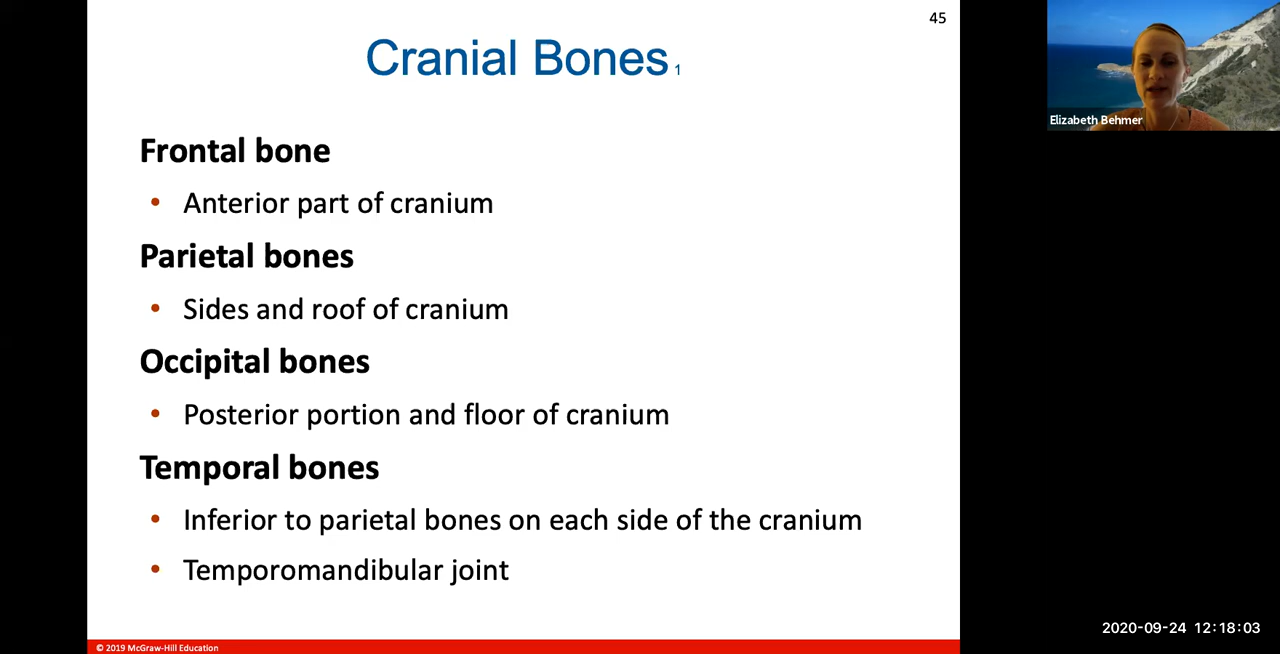 45
Cranial Bones 1
Elizabeth Behmer
Frontal bone
• Anterior part of cranium
Parietal bones
• Sides and roof of cranium
Occipital bones
• Posterior portion and floor of cranium
Temporal bones
• Inferior to parietal bones on each side of the cranium
• Temporomandibular joint
2020-09-24 12:18:03
© 2019 McGraw-Hill Education